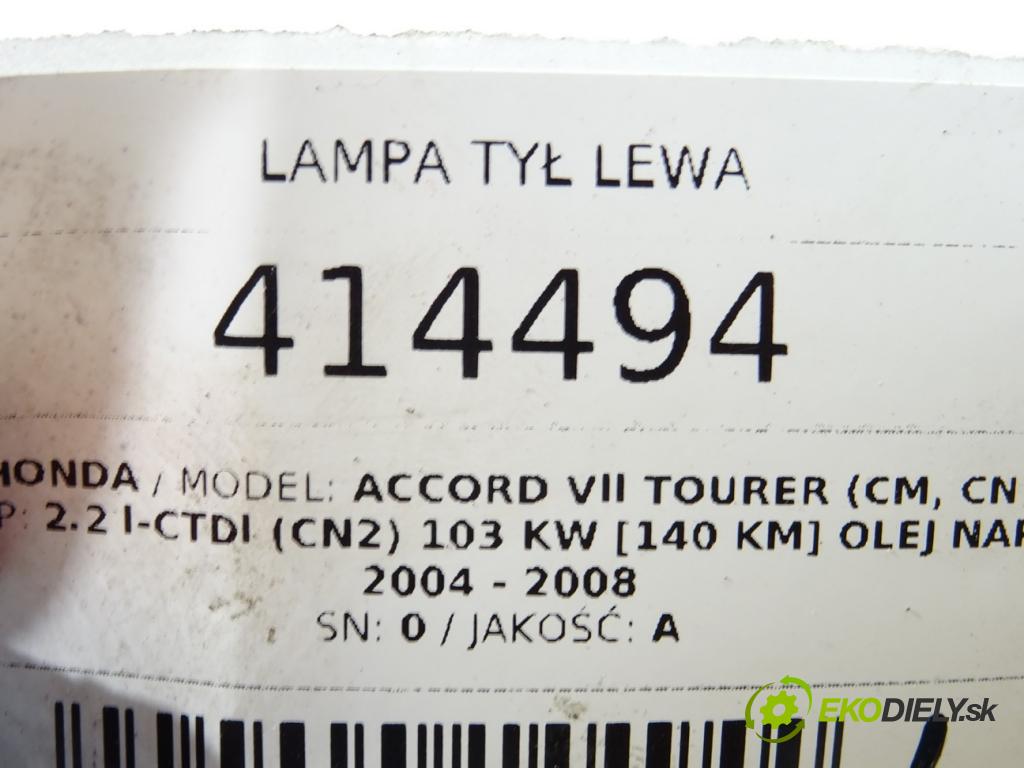 LAMPA TYŁ LEWA
414494
HONDA / MODEL: ACCORD VII TOURER (CM, CN
P: 2.2 I-CTDI (CN2) 103 KW [140 KM] OLEJ NAP
2004 - 2008
SN: 0 / JAKOŚĆ: A
EKODIELY.sk